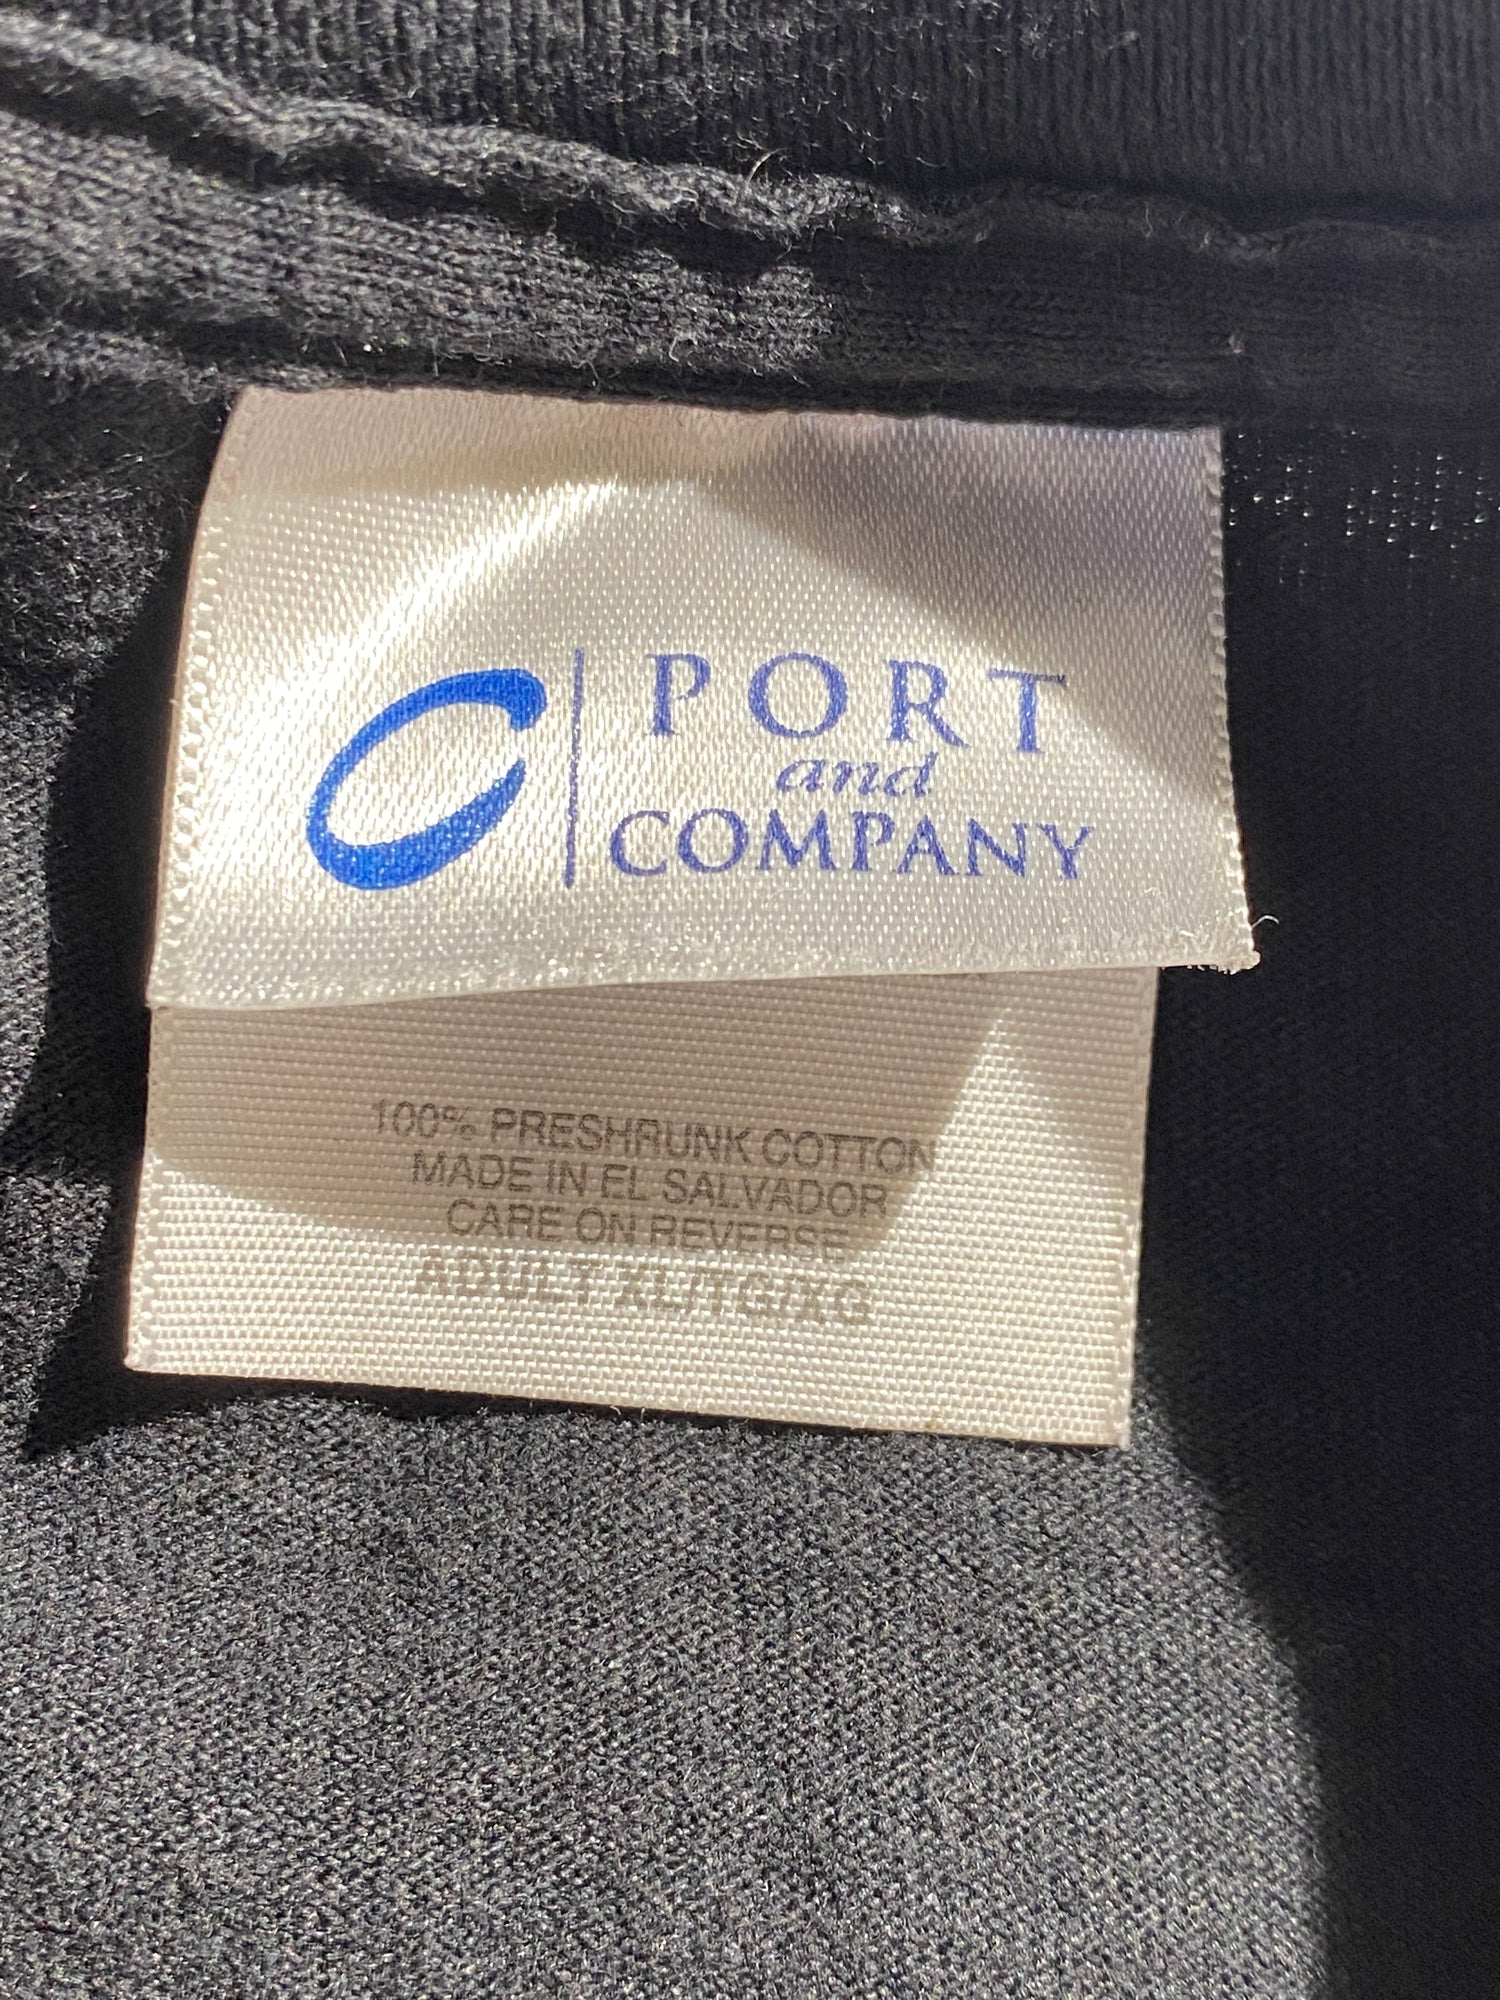 PORT
and
COMPANY
100% PRESHRUNK COTTON
MADE IN EL SALVADOR
CARE ON REVERSE
ADULT XL/TG/XG